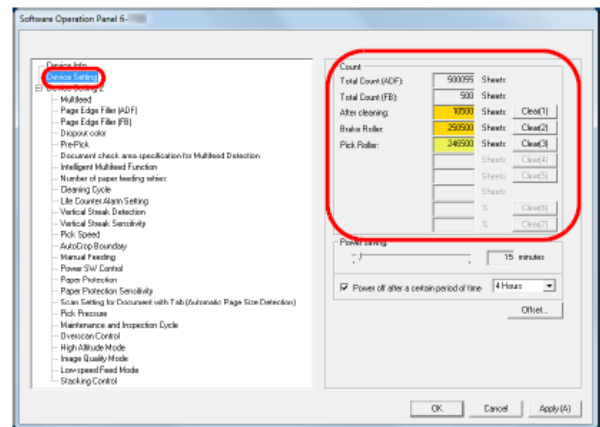 Software Operation Panel 6-
Device Info
Device Setting
Device Setting 2
Multifeed
Page Edge Filler (ADF)
Page Edge Filler (FB)
Dropout color
Pre-Pick
Document check area specification for Multifeed Detection
Intelligent Multifeed Function
Number of paper feeding retries
Cleaning Cycle
Life Counter Alarm Setting
Vertical Streak Detection
Vertical Streak Sensitivity
Pick Speed
AutoCrop Boundary
Manual Feeding
Power SW Control
Paper Protection
Paper Protection Sensitivity
Scan Setting for Document with Tab (Automatic Page Size Detection)
Pick Pressure
Maintenance and Inspection Cycle
Overscan Control
High Altitude Mode
Image Quality Mode
Low-speed Feed Mode
Stacking Control
Count
Total Count (ADF): 500055 Sheets
Total Count (FB): 500 Sheets
After cleaning: 10500 Sheets Clear(1)
Brake Roller: 250500 Sheets Clear(2)
Pick Roller: 246500 Sheets Clear(3)
Sheets Clear(4)
Sheets Clear(5)
Sheets
% Clear(6)
% Clear(7)
Power saving
15 minutes
Power off after a certain period of time 4 Hours
Offset...
OK Cancel Apply (A)